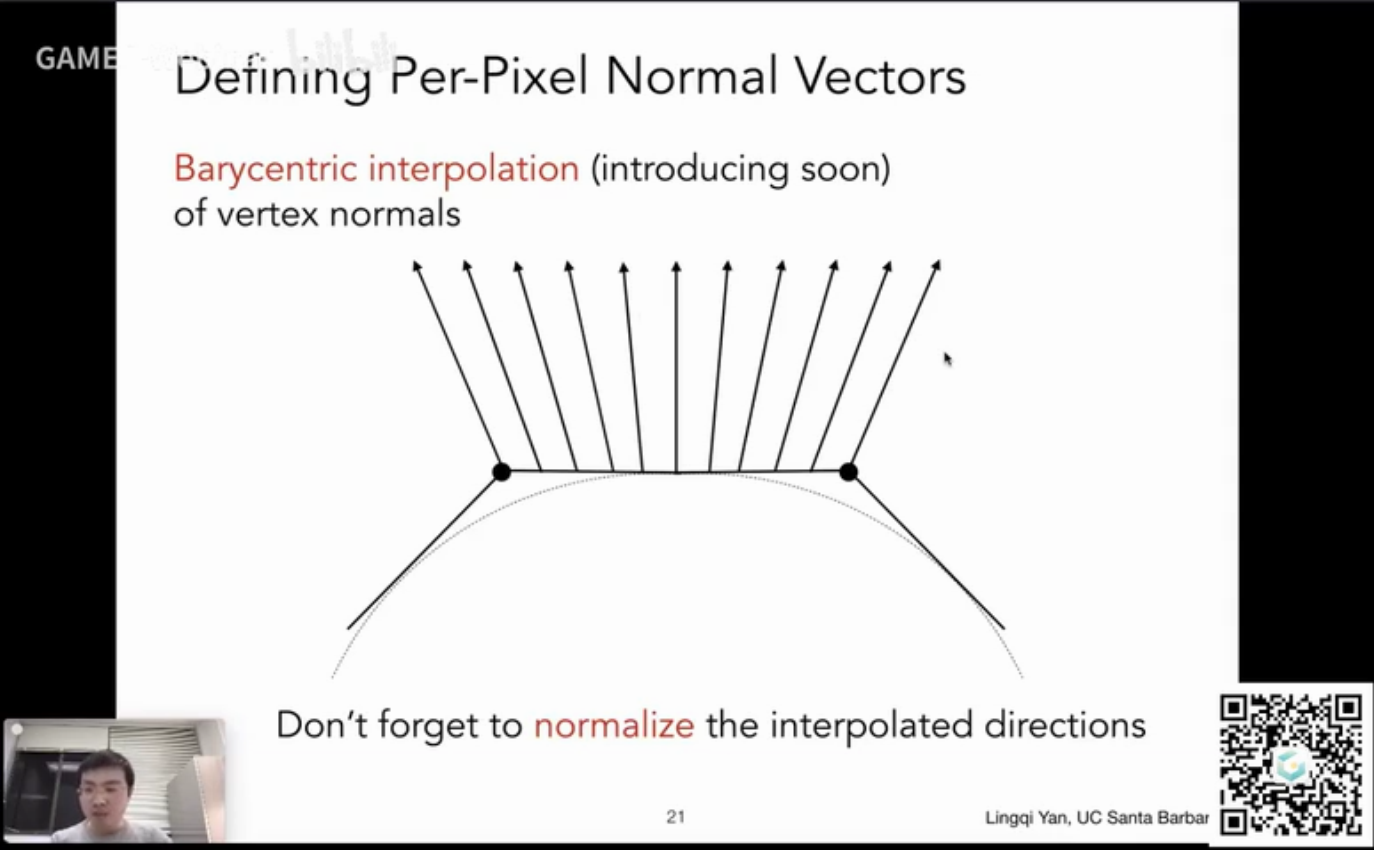 GAME
Defining Per-Pixel Normal Vectors
Barycentric interpolation (introducing soon)
of vertex normals
Don't forget to normalize the interpolated directions
21
Lingqi Yan, UC Santa Barbar